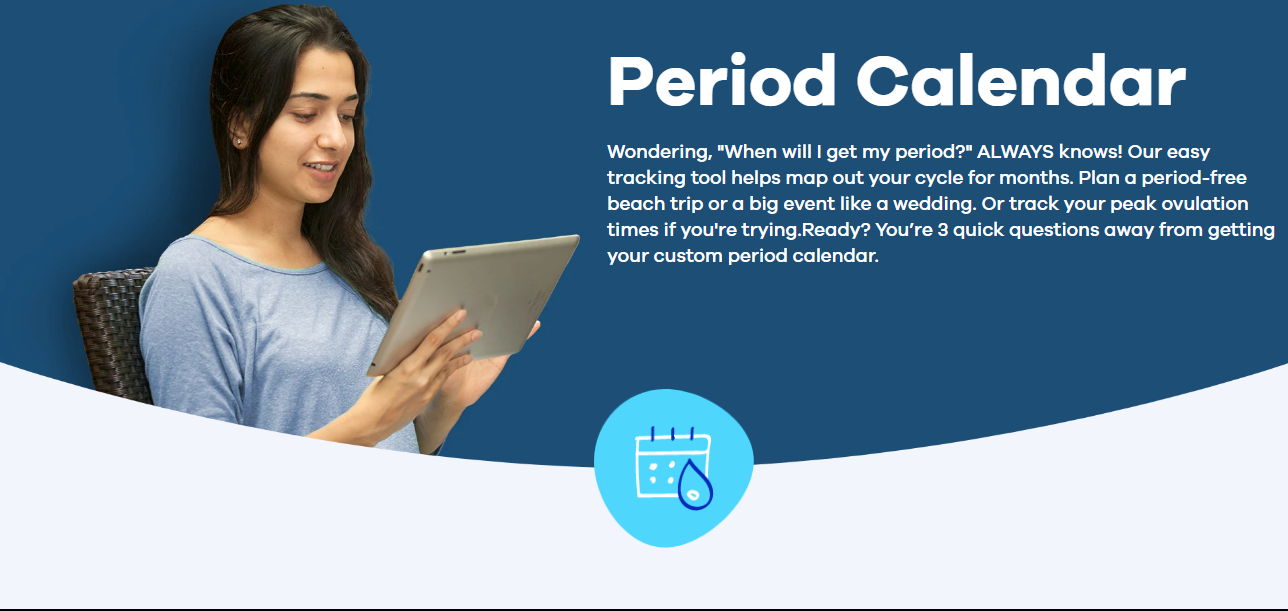 Period Calendar
Wondering, "When will I get my period?" ALWAYS knows! Our easy
tracking tool helps map out your cycle for months. Plan a period-free
beach trip or a big event like a wedding. Or track your peak ovulation
times if you're trying.Ready? You’re 3 quick questions away from getting
your custom period calendar.